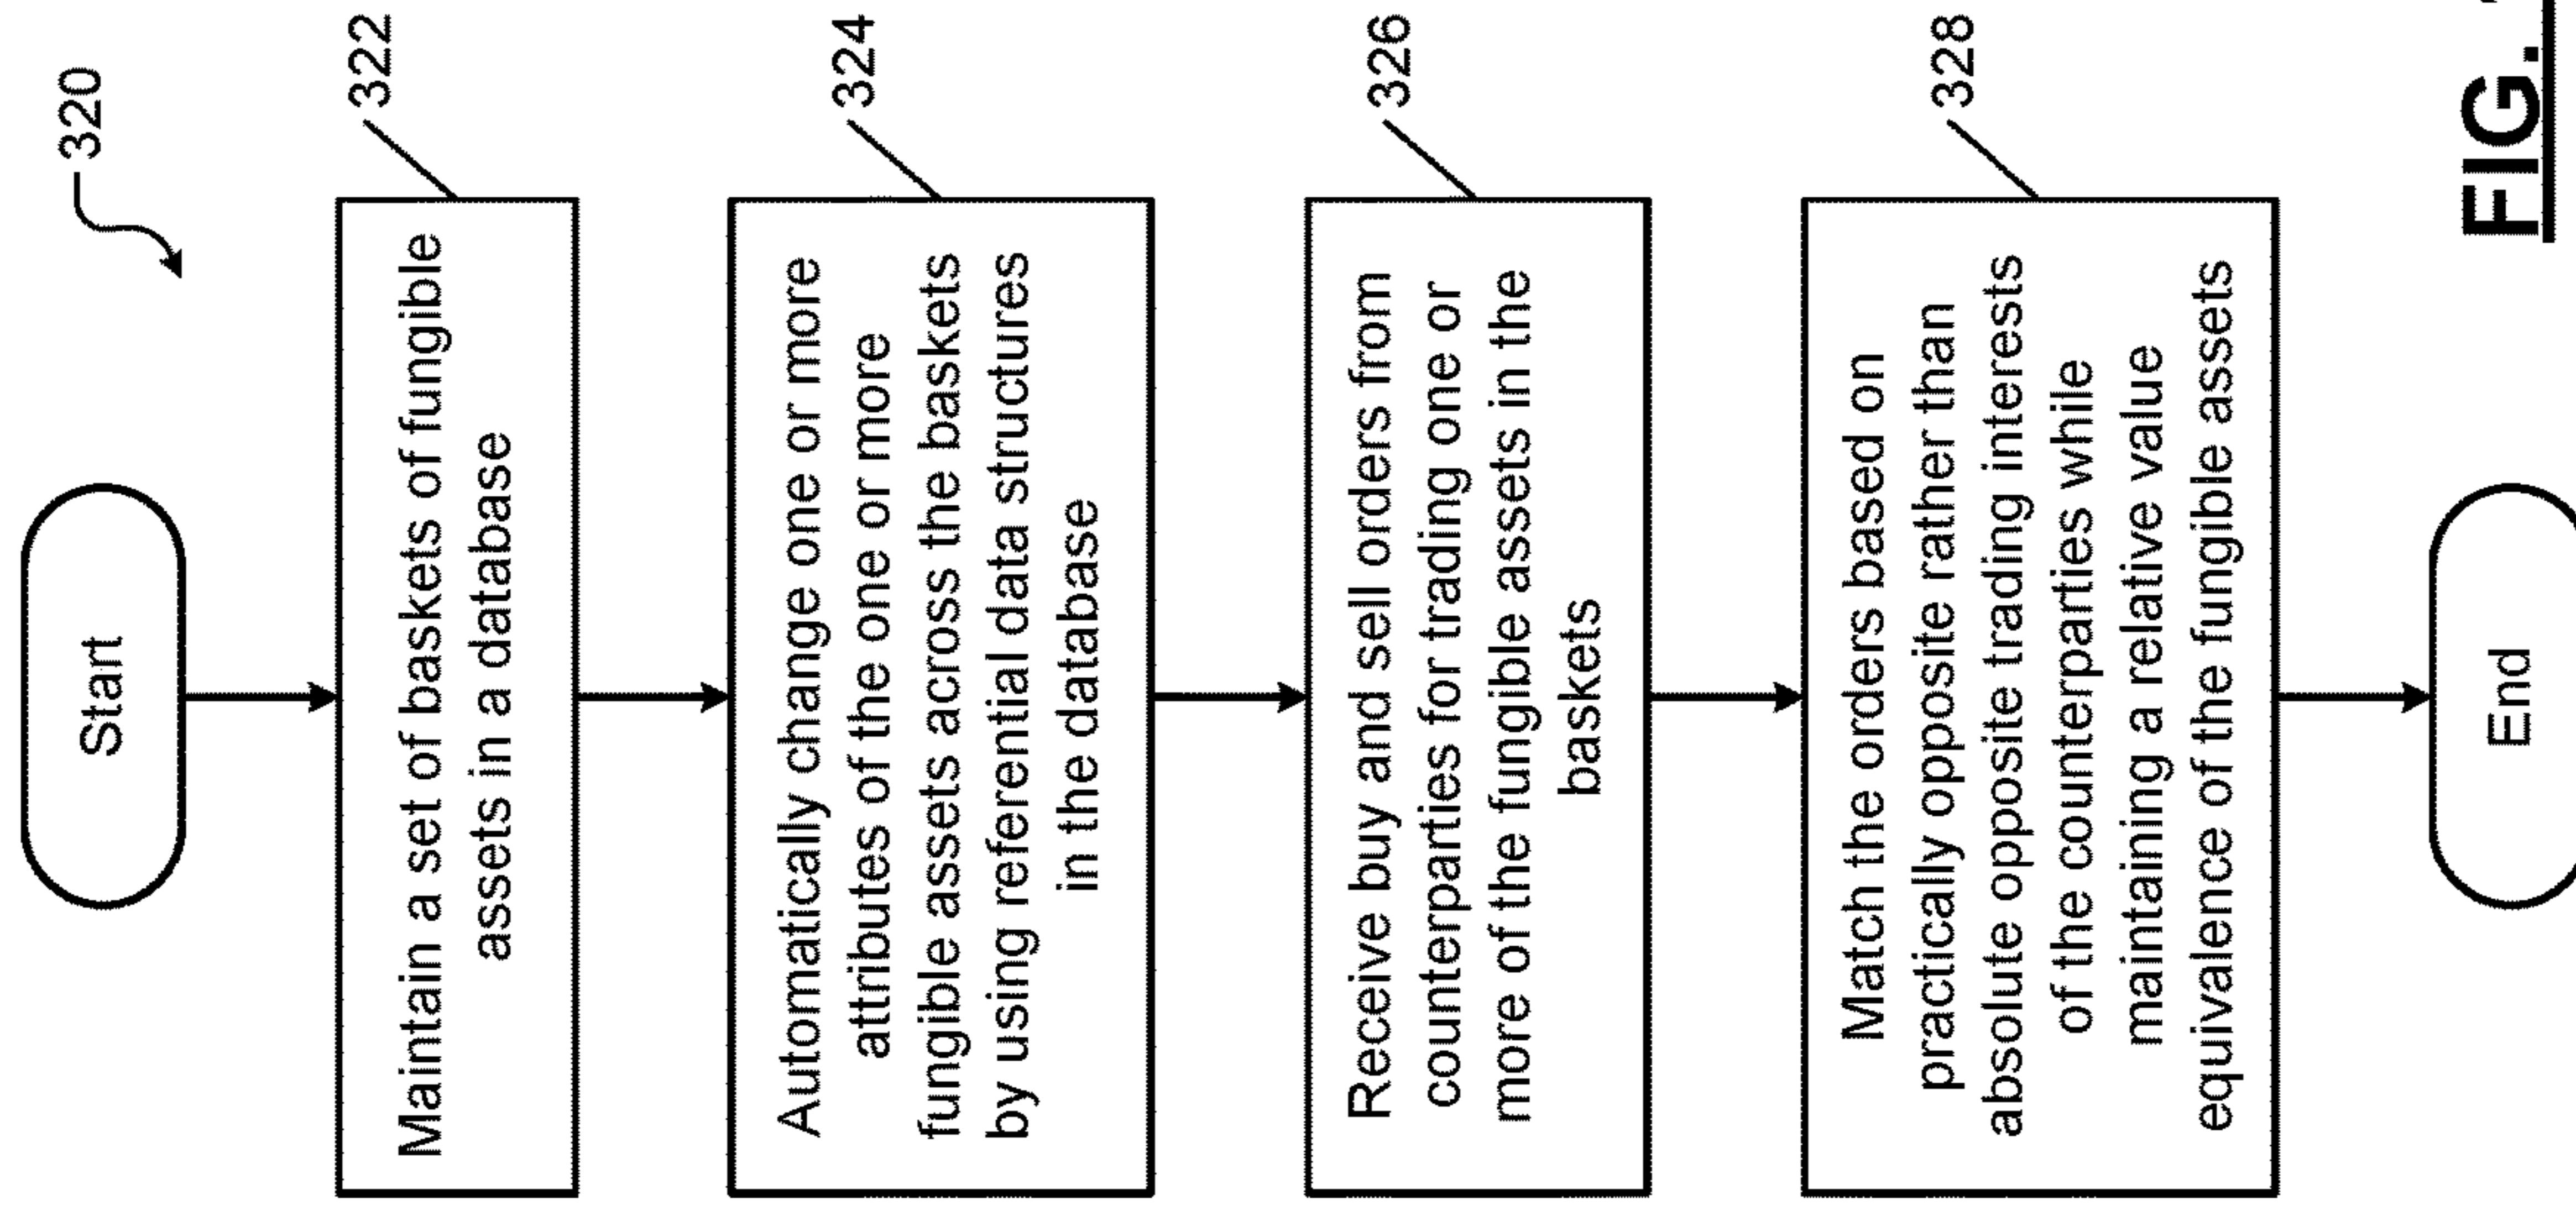 320
Start
322
Maintain a set of baskets of fungible
assets in a database
324
Automatically change one or more
attributes of the one or more
fungible assets across the baskets
by using referential data structures
in the database
326
Receive buy and sell orders from
counterparties for trading one or
more of the fungible assets in the
baskets
328
Match the orders based on
practically opposite rather than
absolute opposite trading interests
of the counterparties while
maintaining a relative value
equivalence of the fungible assets
End
FIG.